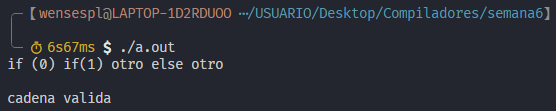 [wensespl@LAPTOP-1D2RDUOO ⋯/USUARIO/Desktop/Compiladores/semana6]
6s67ms $ ./a.out
if (0) if(1) otro else otro
cadena valida